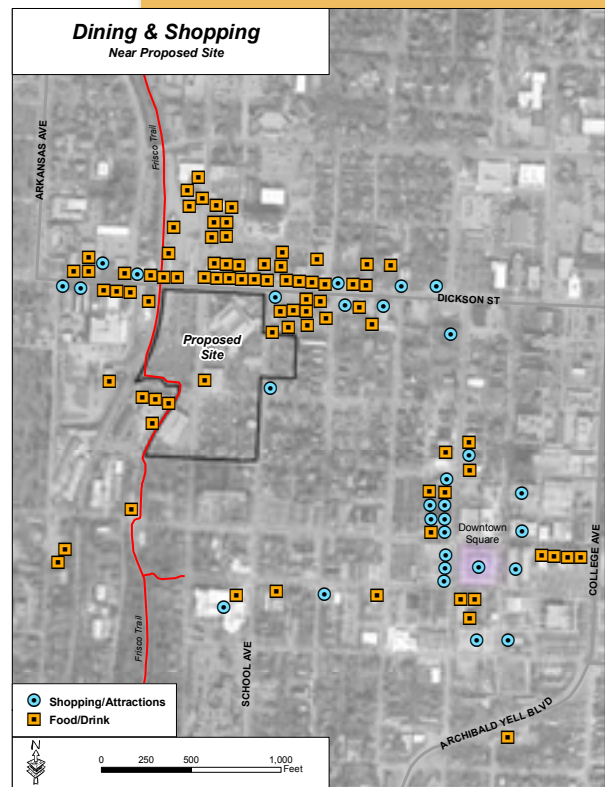 Dining & Shopping
Near Proposed Site
ARKANSAS AVE
Frisco Trail
DICKSON ST
Proposed
Site
Downtown
Square
COLLEGE AVE
Frisco Trail
SCHOOL AVE
ARCHIBALD YELL BLVD
Shopping/Attractions
Food/Drink
N
0 250 500 1,000
Feet